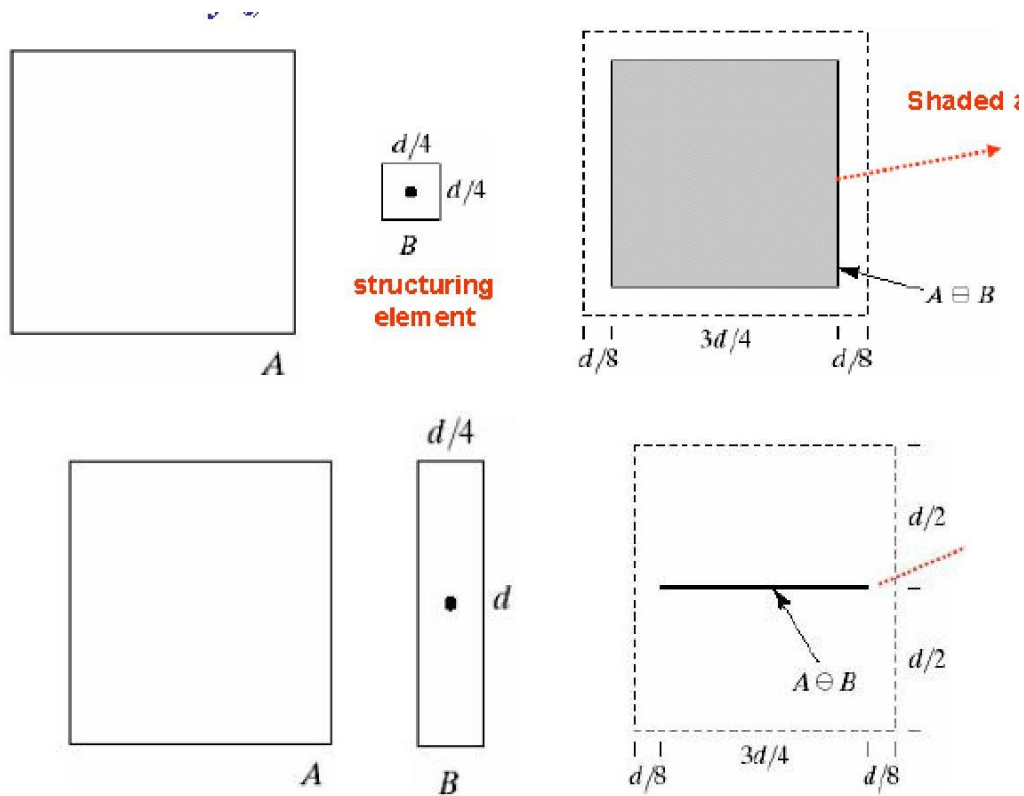 Shaded
d/4
d/4
B
structuring
element
A
A ⊖ B
d/8
3d/4
d/8
d/4
d
A
B
d/2
d/2
A ⊖ B
d/8
3d/4
d/8